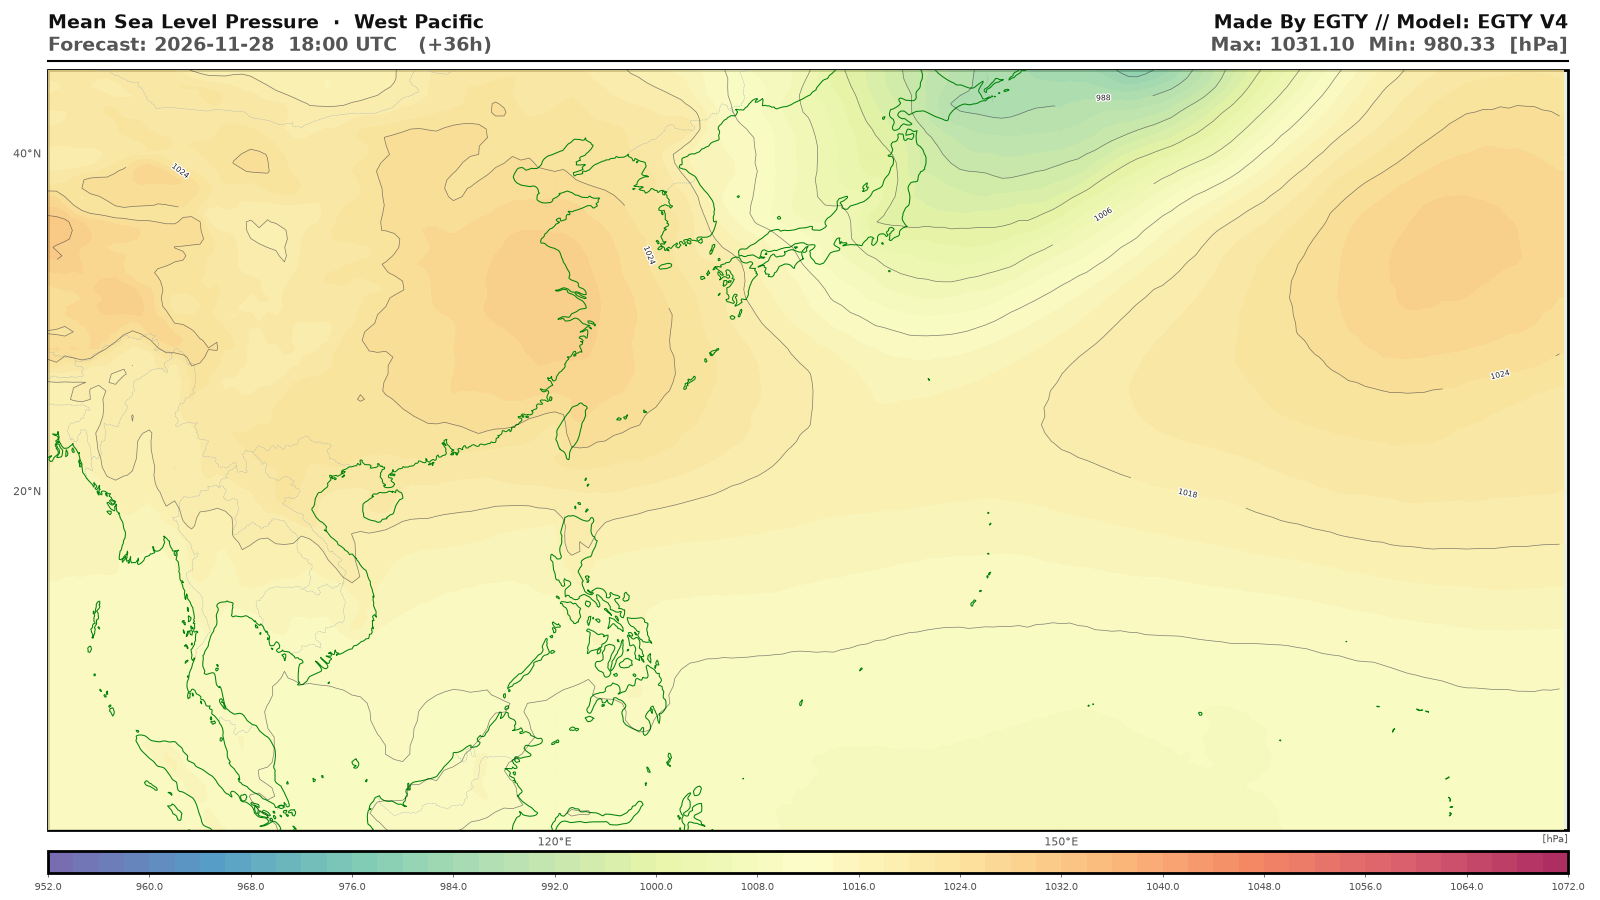 Mean Sea Level Pressure · West Pacific
Made By EGTY // Model: EGTY V4
Forecast: 2026-11-28 18:00 UTC (+36h)
Max: 1031.10 Min: 980.33 [hPa]
988
40°N
1024
1006
1024
1024
20°N
1018
120°E
150°E
[hPa]
952.0 960.0 968.0 976.0 984.0 992.0 1000.0 1008.0 1016.0 1024.0 1032.0 1040.0 1048.0 1056.0 1064.0 1072.0